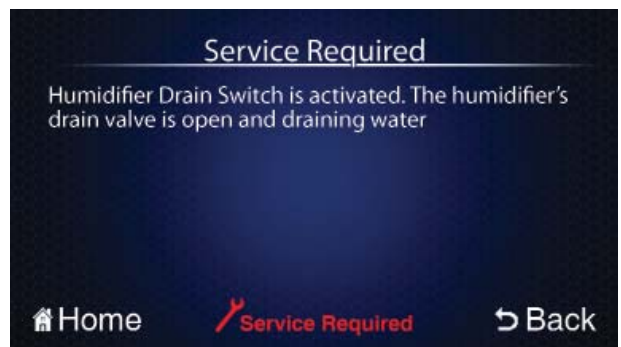 Service Required
Humidifier Drain Switch is activated. The humidifier's
drain valve is open and draining water
Home
Service Required
Back